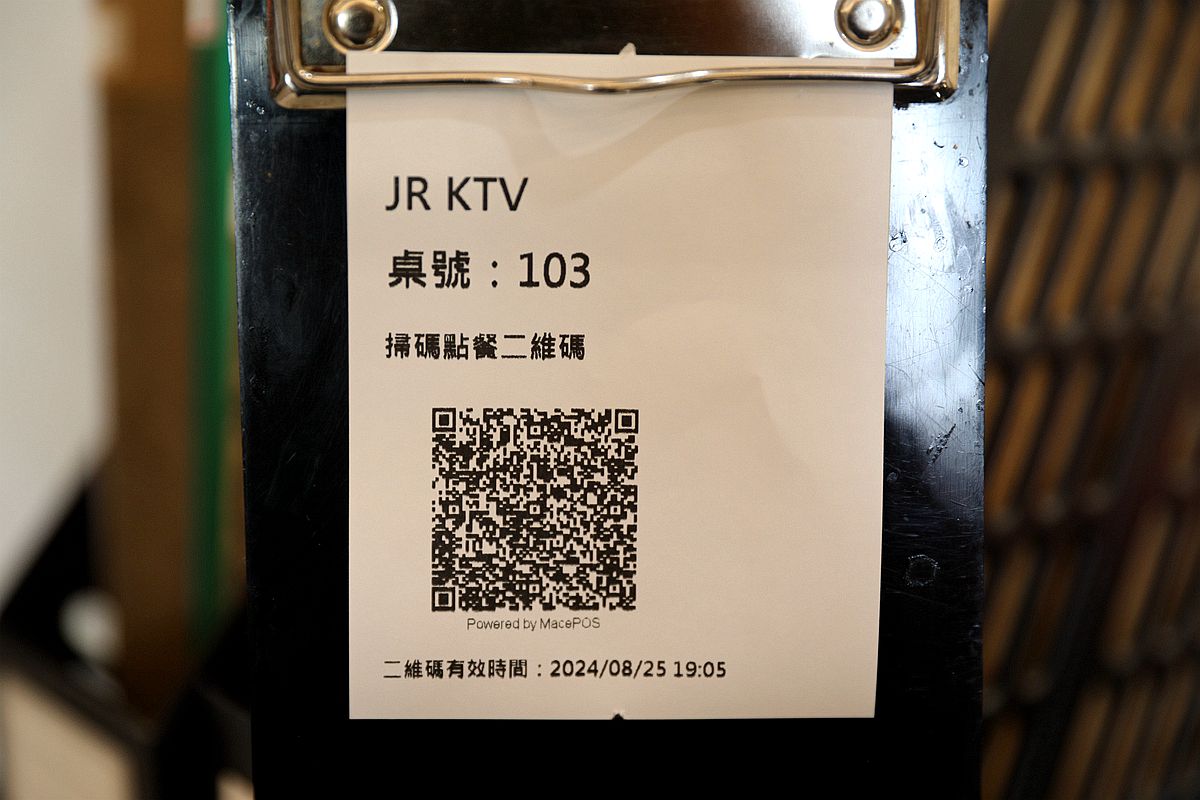 JR KTV
桌號：103
掃碼點餐二維碼
Powered by MacePOS
二維碼有效時間：2024/08/25 19:05